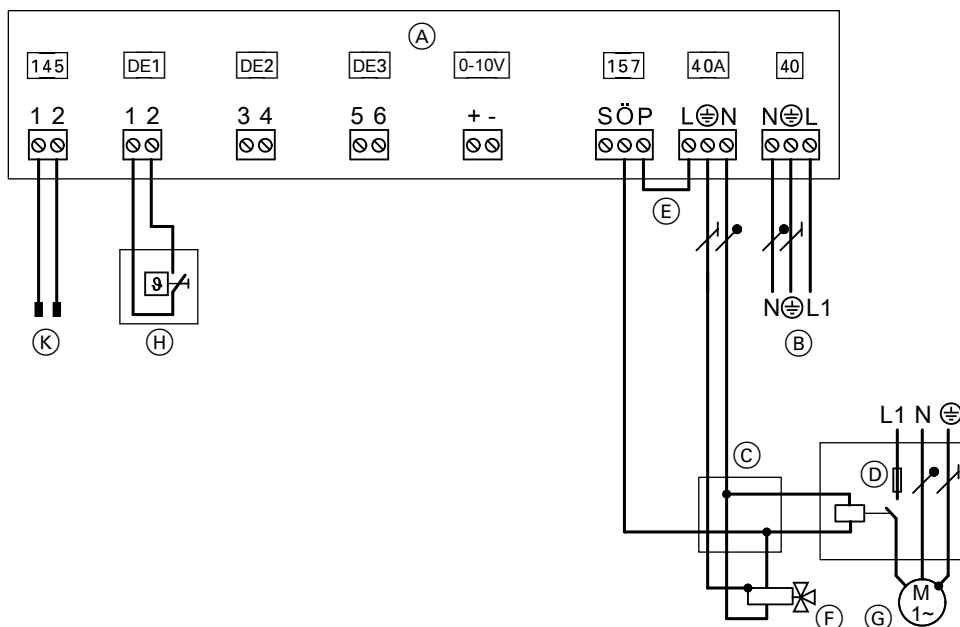 A
145 DE1 DE2 DE3 0-10V 157 40A 40
1 2 1 2 3 4 5 6 + - S Ö P L N N L
E
N L1
ϑ
K H B
L1 N
C
D
M
1~
F G